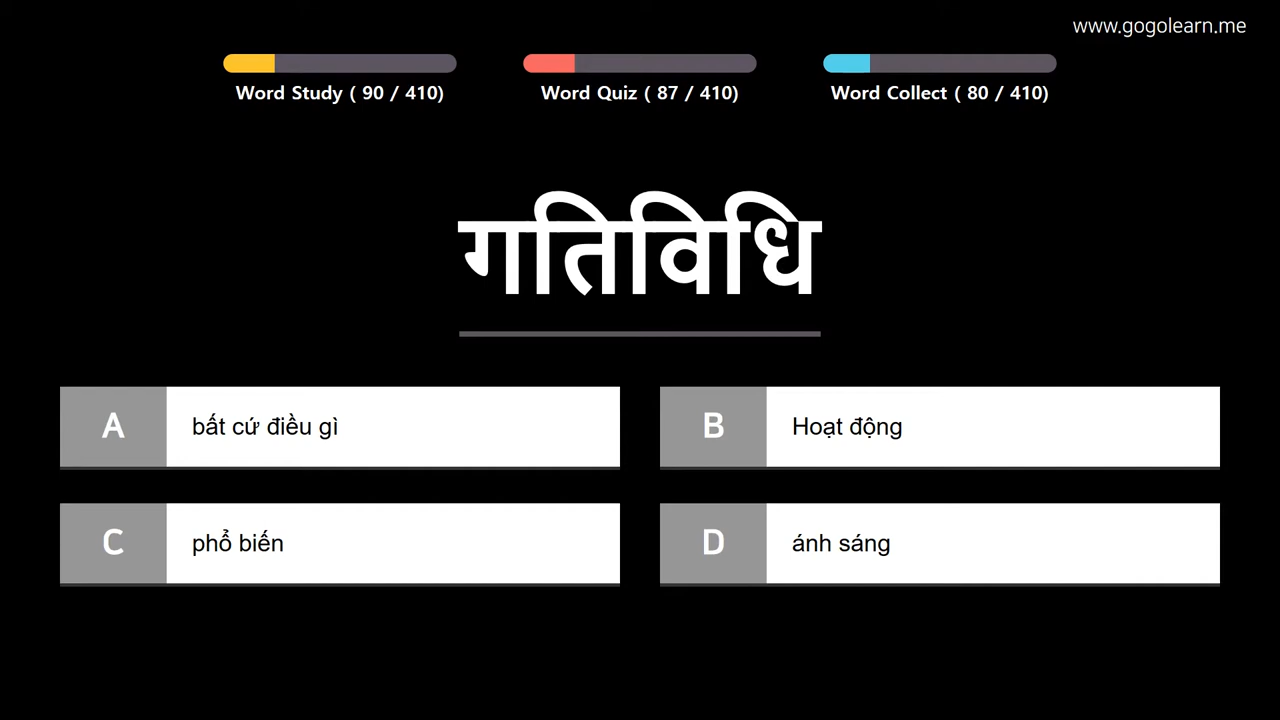 www.gogolearn.me
Word Study ( 90 / 410)
Word Quiz ( 87 / 410)
Word Collect ( 80 / 410)
गतिविधि
A
bất cứ điều gì
B
Hoạt động
C
phổ biến
D
ánh sáng